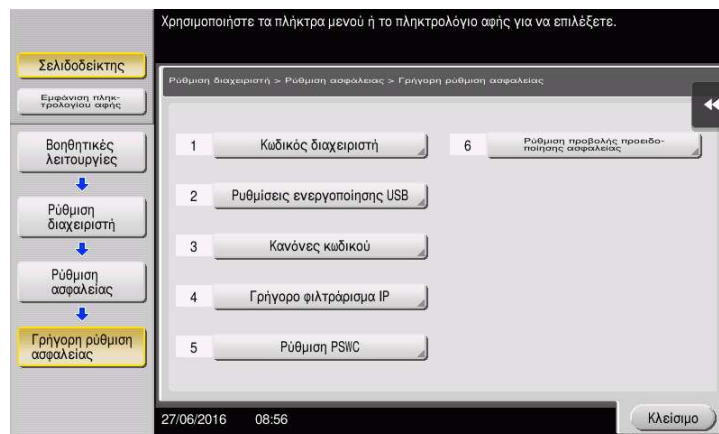 Χρησιμοποιήστε τα πλήκτρα μενού ή το πληκτρολόγιο αφής για να επιλέξετε.
Σελιδοδείκτης
Εμφάνιση πληκ-
τρολογίου αφής
Βοηθητικές
λειτουργίες
Ρύθμιση
διαχειριστή
Ρύθμιση
ασφαλείας
Γρήγορη ρύθμιση
ασφαλείας
Ρύθμιση διαχειριστή > Ρύθμιση ασφάλειας > Γρήγορη ρύθμιση ασφαλείας
1 Κωδικός διαχειριστή
2 Ρυθμίσεις ενεργοποίησης USB
3 Κανόνες κωδικού
4 Γρήγορο φιλτράρισμα IP
5 Ρύθμιση PSWC
6 Ρύθμιση προβολής προειδο-
ποίησης ασφαλείας
27/06/2016 08:56
Κλείσιμο